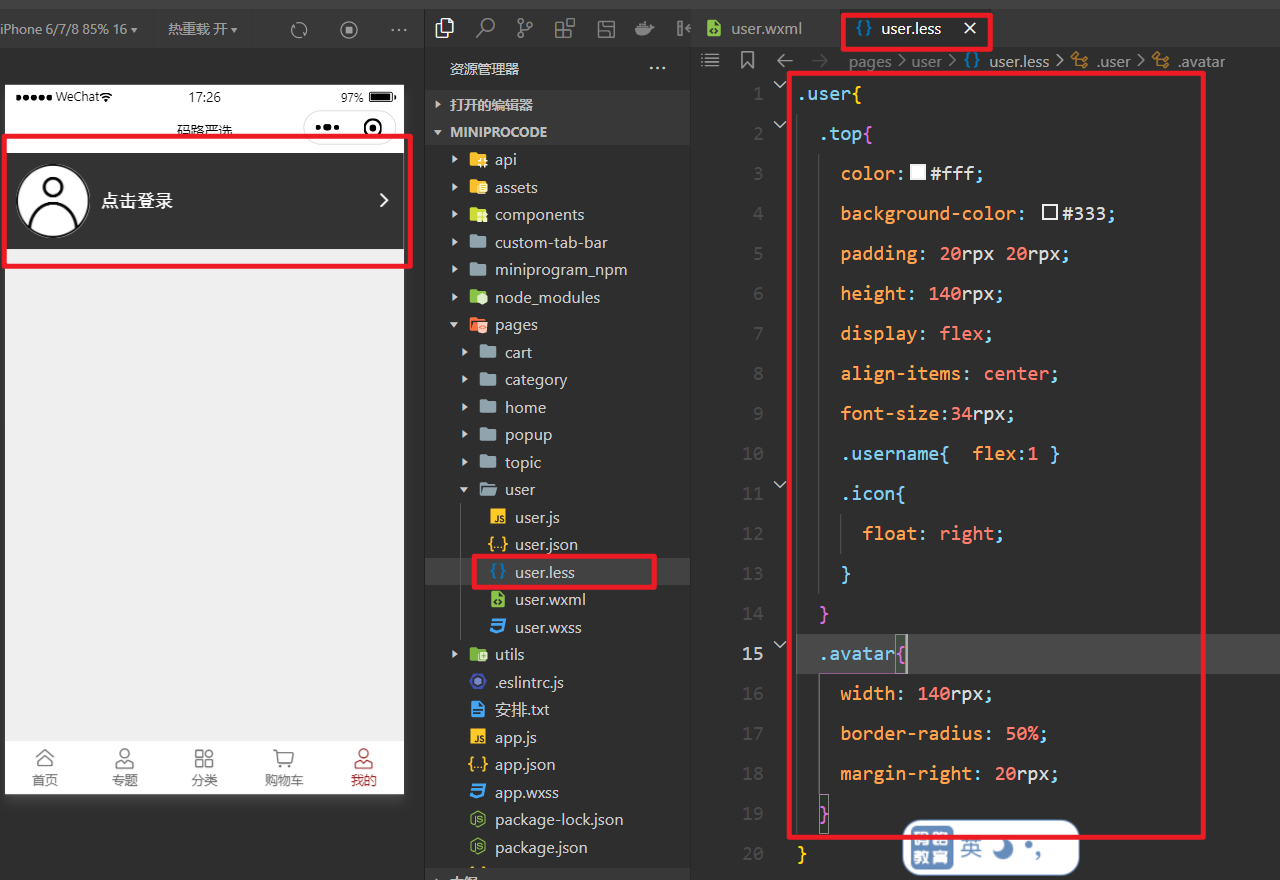 iPhone 6/7/8 85% 16
热重载 开
WeChat
17:26
97%
码路严选
点击登录
首页
专题
分类
购物车
我的
资源管理器
打开的编辑器
MINIPROCODE
api
assets
components
custom-tab-bar
miniprogram_npm
node_modules
pages
cart
category
home
popup
topic
user
user.js
user.json
user.less
user.wxml
user.wxss
utils
.eslintrc.js
安排.txt
app.js
app.json
app.wxss
package-lock.json
package.json
user.wxml
user.less
pages > user > {} user.less > .user > .avatar
1 .user{
2 .top{
3 color: #fff;
4 background-color: #333;
5 padding: 20rpx 20rpx;
6 height: 140rpx;
7 display: flex;
8 align-items: center;
9 font-size:34rpx;
10 .username{ flex:1 }
11 .icon{
12 float: right;
13 }
14 }
15 .avatar{
16 width: 140rpx;
17 border-radius: 50%;
18 margin-right: 20rpx;
19 }
20 }
码路
教育
英